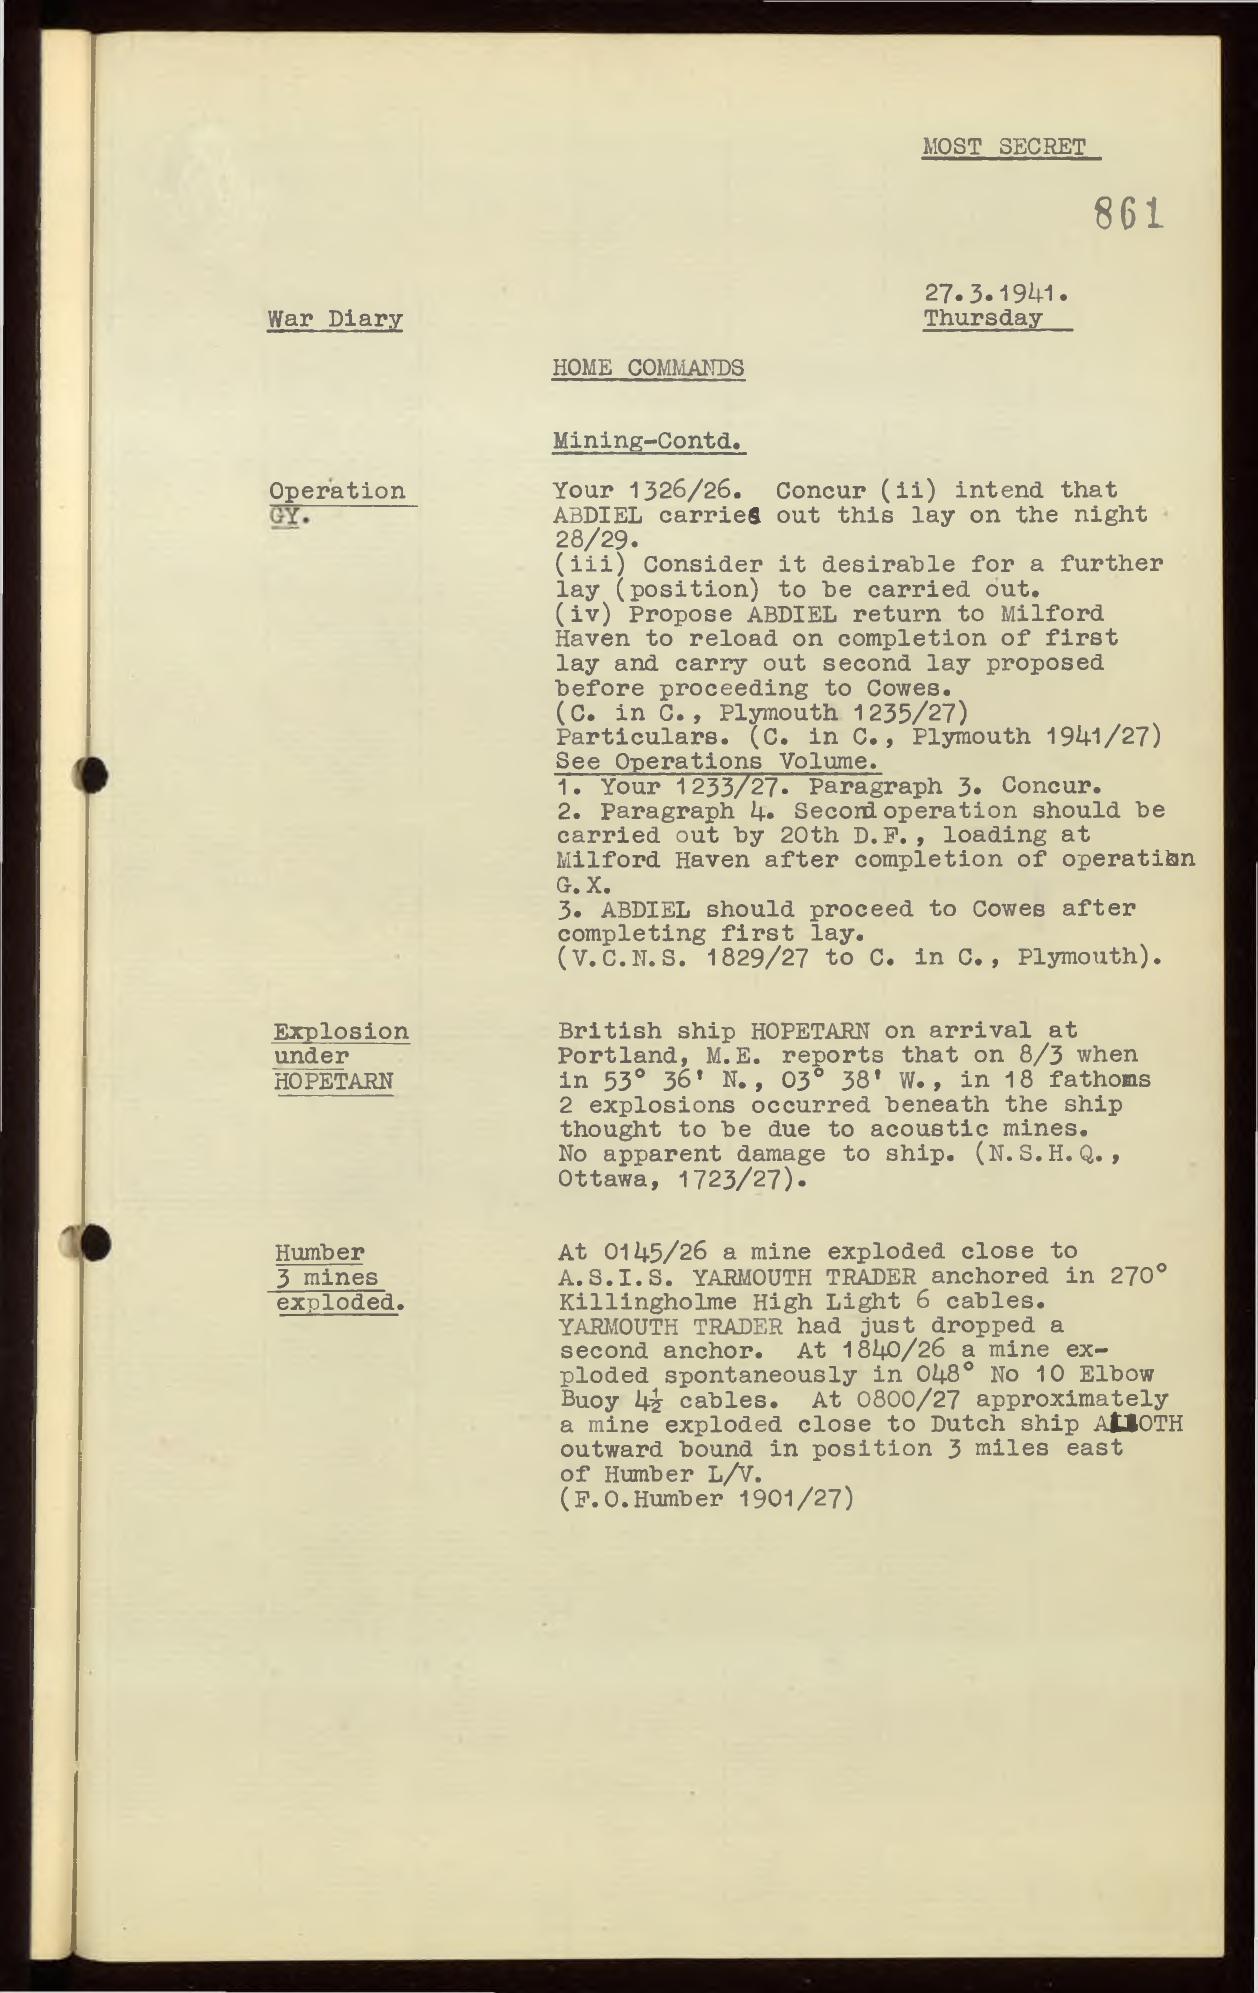 MOST SECRET
861
27.3.1941.
War Diary
Thursday
HOME COMMANDS
Mining-Contd.
Operation
GY.
Your 1326/26. Concur (ii) intend that
ABDIEL carries out this lay on the night
28/29.
(iii) Consider it desirable for a further
lay (position) to be carried out.
(iv) Propose ABDIEL return to Milford
Haven to reload on completion of first
lay and carry out second lay proposed
before proceeding to Cowes.
(C. in C., Plymouth 1235/27)
Particulars. (C. in C., Plymouth 1941/27)
See Operations Volume.
1. Your 1233/27. Paragraph 3. Concur.
2. Paragraph 4. Second operation should be
carried out by 20th D.F., loading at
Milford Haven after completion of operation
G.X.
3. ABDIEL should proceed to Cowes after
completing first lay.
(V.C.N.S. 1829/27 to C. in C., Plymouth).
Explosion
under
HOPETARN
British ship HOPETARN on arrival at
Portland, M.E. reports that on 8/3 when
in 53° 36' N., 03° 38' W., in 18 fathoms
2 explosions occurred beneath the ship
thought to be due to acoustic mines.
No apparent damage to ship. (N.S.H.Q.,
Ottawa, 1723/27).
Humber
3 mines
exploded.
At 0145/26 a mine exploded close to
A.S.I.S. YARMOUTH TRADER anchored in 270°
Killingholme High Light 6 cables.
YARMOUTH TRADER had just dropped a
second anchor. At 1840/26 a mine ex-
ploded spontaneously in 048° No 10 Elbow
Buoy 4½ cables. At 0800/27 approximately
a mine exploded close to Dutch ship
outward bound in position 3 miles east
of Humber L/V.
(F.O.Humber 1901/27)